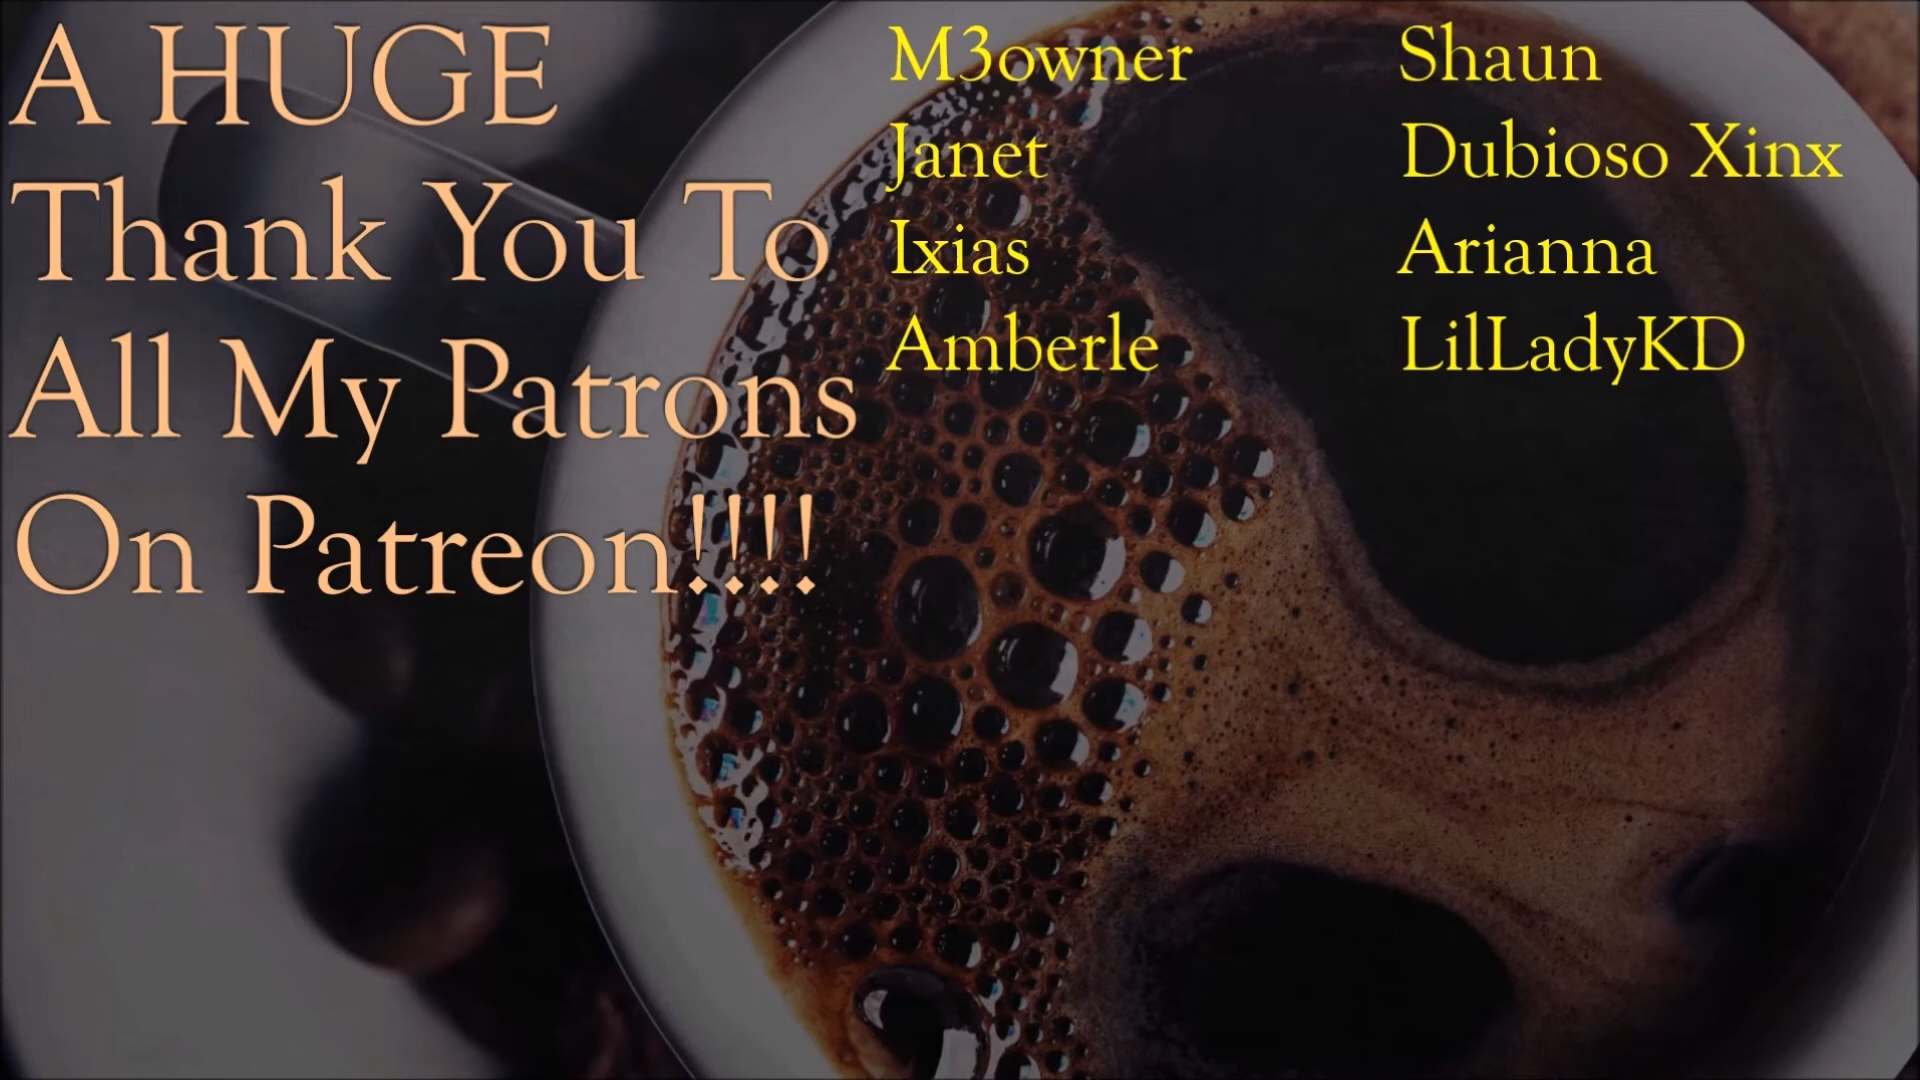 A HUGE
Thank You To
All My Patrons
On Patreon!!!!
M3owner
Janet
Ixias
Amberle
Shaun
Dubioso Xinx
Arianna
LilLadyKD